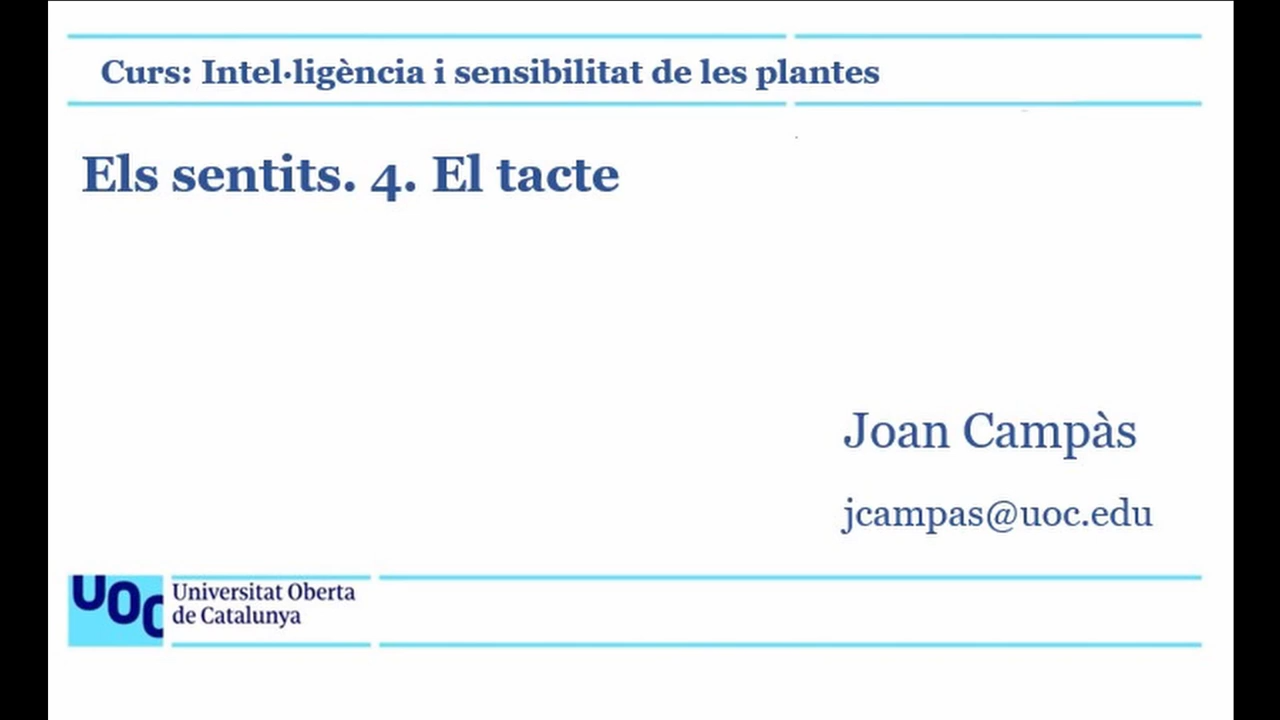 Curs: Intel·ligència i sensibilitat de les plantes
Els sentits. 4. El tacte
Joan Campàs
jcampas@uoc.edu
UOC
Universitat Oberta
de Catalunya